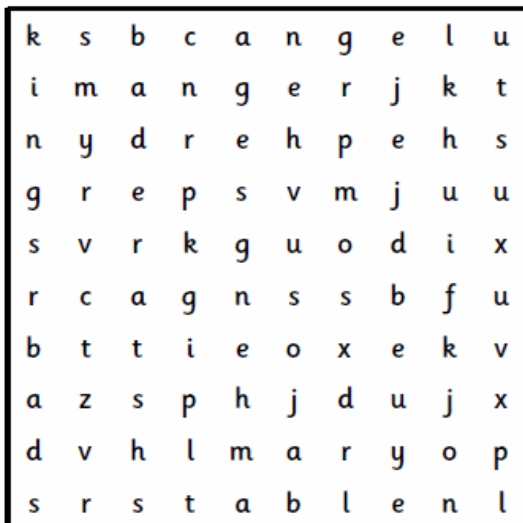 k s b c a n g e l u
i m a n g e r j k t
n y d r e h p e h s
g r e p s v m j u u
s v r k g u o d i x
r c a g n s s b f u
b t t i e o x e k v
a z s p h j d u j x
d v h l m a r y o p
s r s t a b l e n l